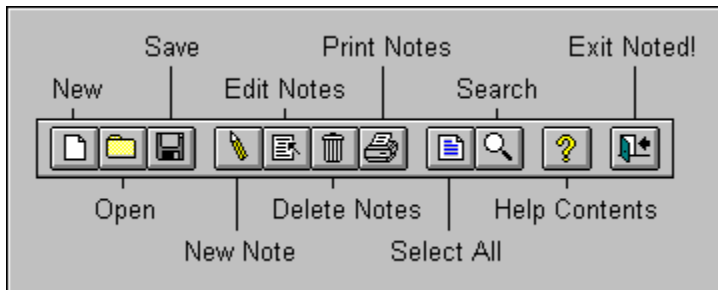 Save Print Notes Exit Noted!
New Edit Notes Search
Open Delete Notes Help Contents
New Note Select All